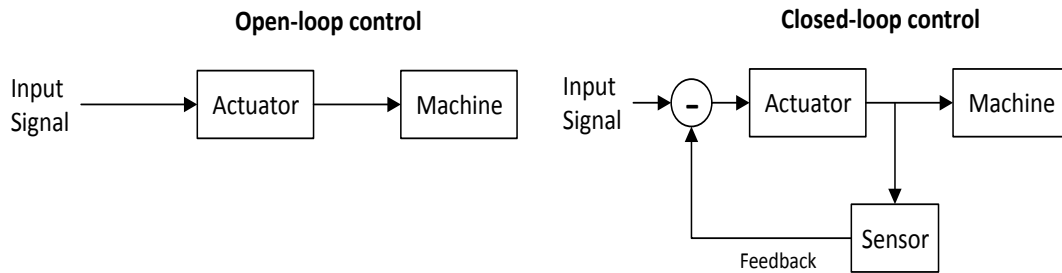 Open-loop control
Input
Signal
Actuator
Machine
Closed-loop control
Input
Signal
-
Actuator
Machine
Sensor
Feedback